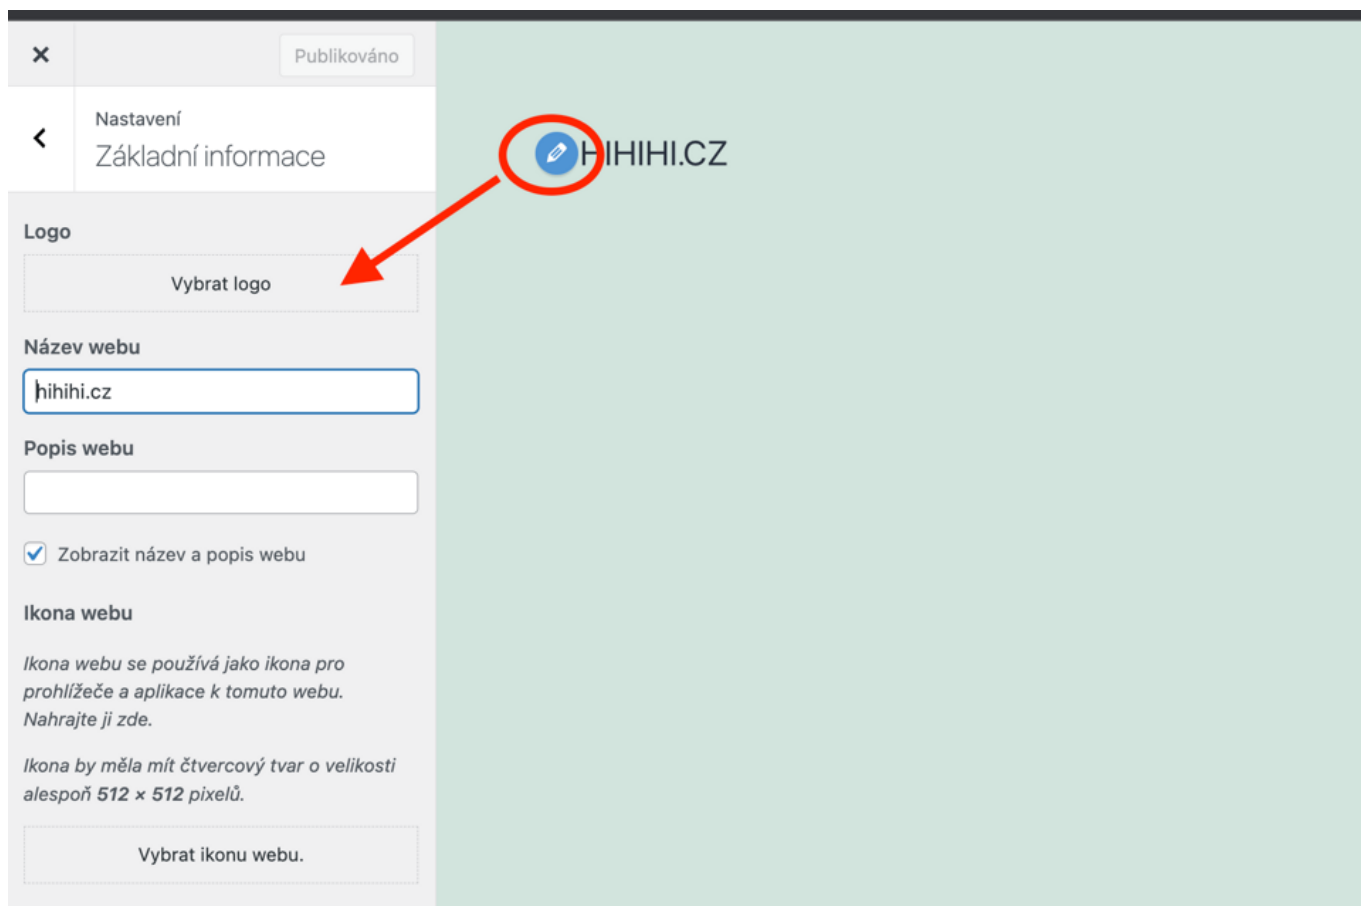 Publikováno
Nastavení
Základní informace
HIHIHI.CZ
Logo
Vybrat logo
Název webu
hihihi.cz
Popis webu
Zobrazit název a popis webu
Ikona webu
Ikona webu se používá jako ikona pro
prohlížeče a aplikace k tomuto webu.
Nahrajte ji zde.
Ikona by měla mít čtvercový tvar o velikosti
alespoň 512 × 512 pixelů.
Vybrat ikonu webu.